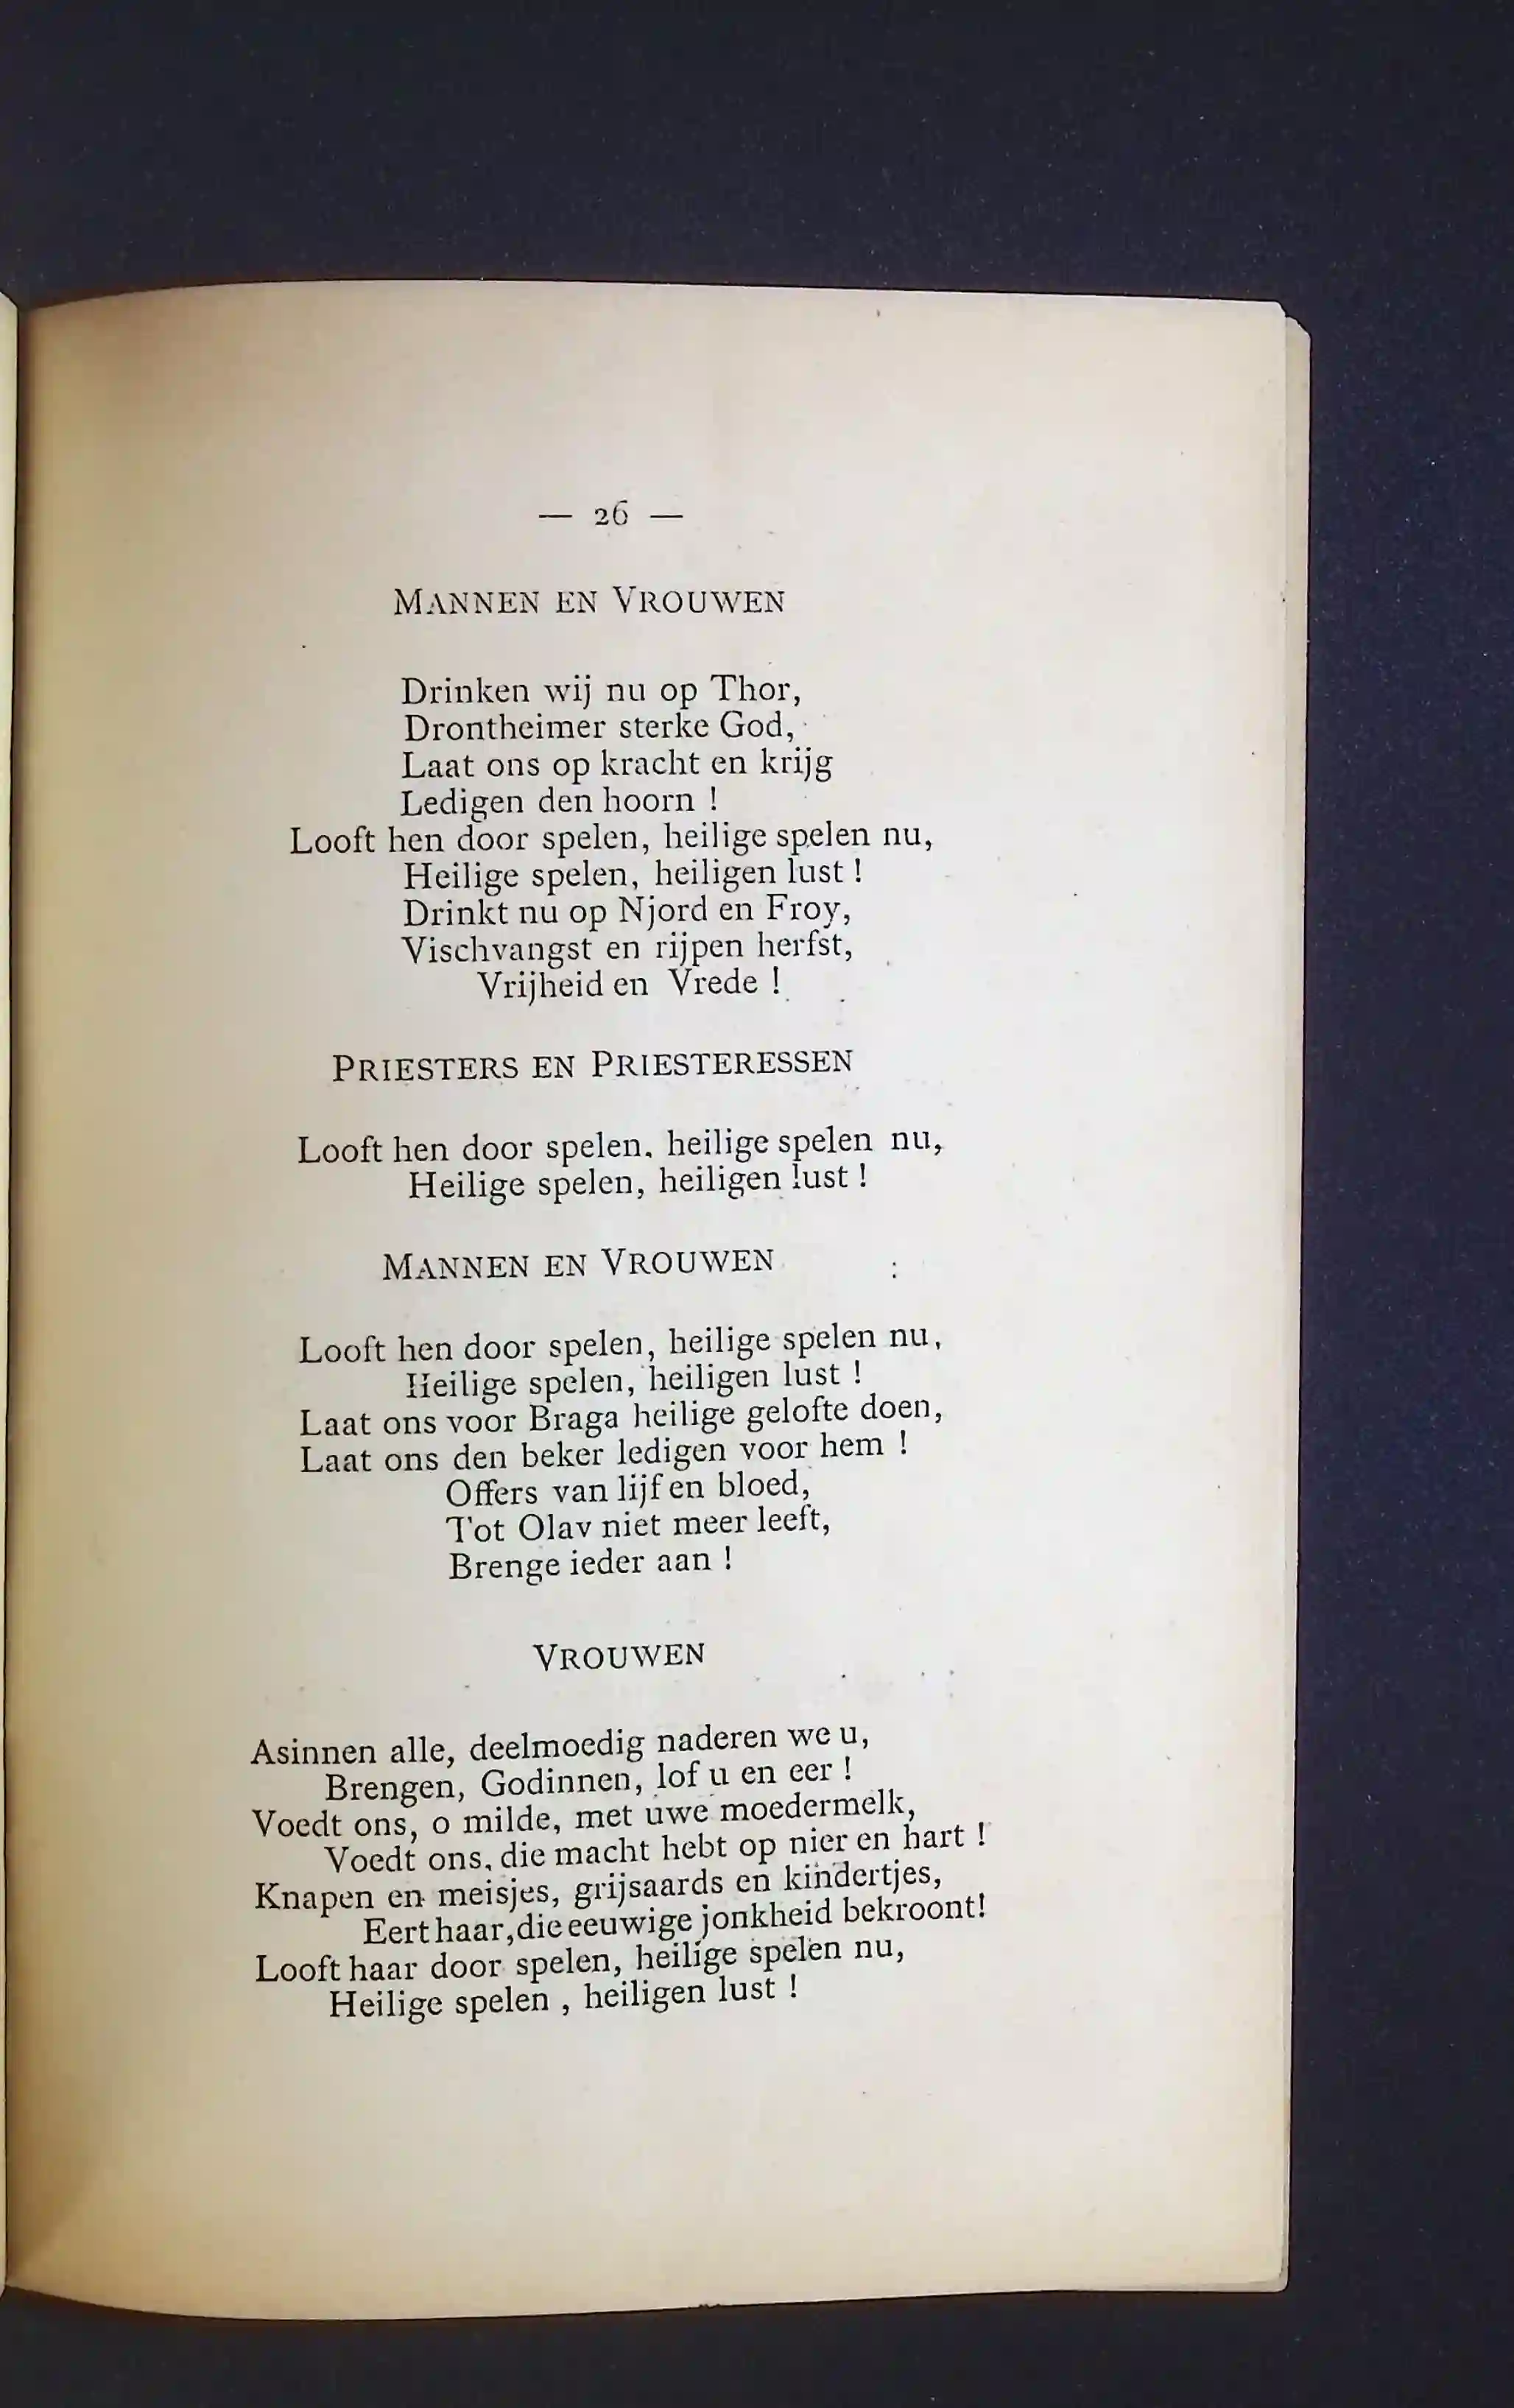 — 26 —
MANNEN EN VROUWEN
Drinken wij nu op Thor,
Drontheimer sterke God,
Laat ons op kracht en krijg
Ledigen den hoorn !
Looft hen door spelen, heilige spelen nu,
Heilige spelen, heiligen lust !
Drinkt nu op Njord en Froy,
Vischvangst en rijpen herfst,
Vrijheid en Vrede !
PRIESTERS EN PRIESTERESSEN
Looft hen door spelen, heilige spelen nu,
Heilige spelen, heiligen lust !
MANNEN EN VROUWEN
Looft hen door spelen, heilige spelen nu,
Heilige spelen, heiligen lust !
Laat ons voor Braga heilige gelofte doen,
Laat ons den beker ledigen voor hem !
Offers van lijf en bloed,
Tot Olav niet meer leeft,
Brenge ieder aan !
VROUWEN
Asinnen alle, deelmoedig naderen we u,
Brengen, Godinnen, lof u en eer !
Voedt ons, o milde, met uwe moedermelk,
Voedt ons, die macht hebt op nier en hart !
Knapen en meisjes, grijsaards en kindertjes,
Eert haar, die eeuwige jonkheid bekroont!
Looft haar door spelen, heilige spelen nu,
Heilige spelen , heiligen lust !